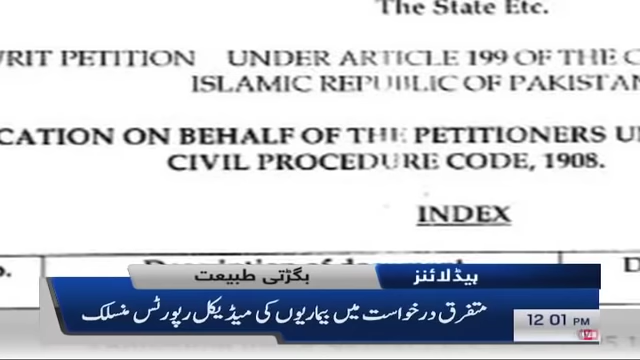 The State Etc.
WRIT PETITION UNDER ARTICLE 199 OF THE
ISLAMIC REPUBLIC OF PAKISTAN
CATION ON BEHALF OF THE PETITIONERS
CIVIL PROCEDURE CODE, 1908.
INDEX
بگڑتی طبیعت ہیڈلائنز
متفرق درخواست میں بیماریوں کی میڈیکل رپورٹس منسلک
12:01 PM